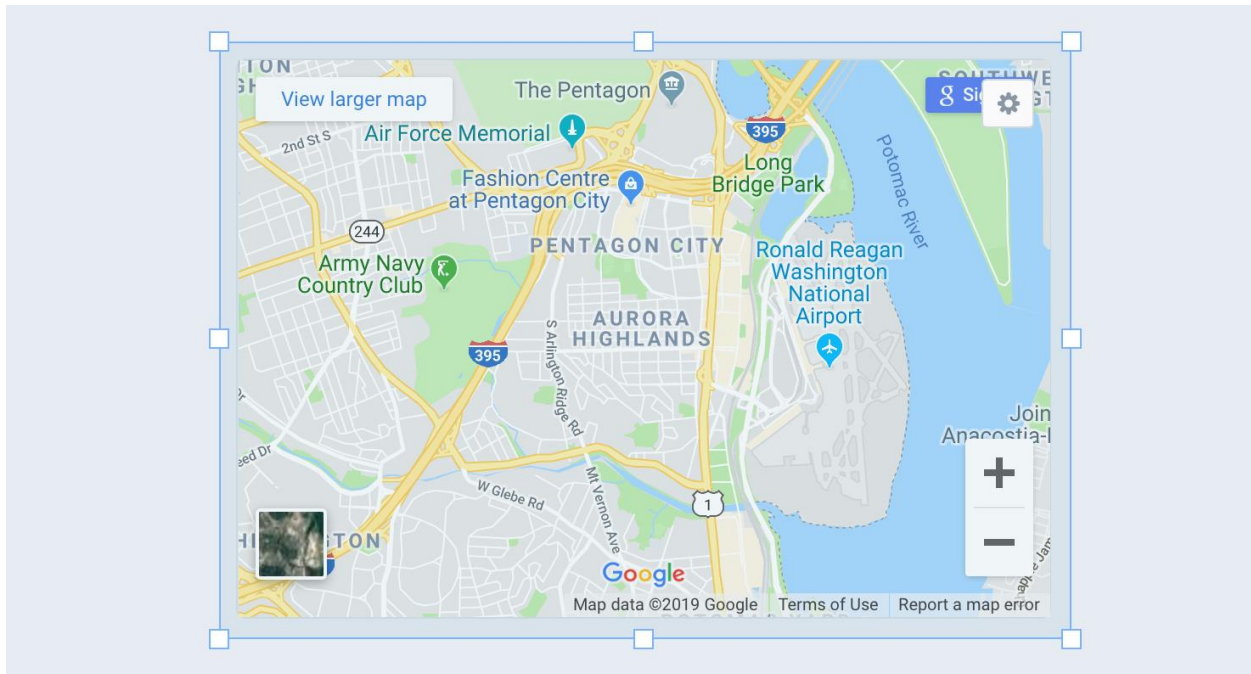 View larger map
The Pentagon
Air Force Memorial
2nd St S
395
Long
Bridge Park
Potomac River
Fashion Centre
at Pentagon City
244
PENTAGON CITY
Army Navy
Country Club
Ronald Reagan
Washington
National
Airport
AURORA
HIGHLANDS
395
S Arlington Ridge Rd
W Glebe Rd
Mt Vernon Ave
1
Google
Map data ©2019 Google
Terms of Use
Report a map error